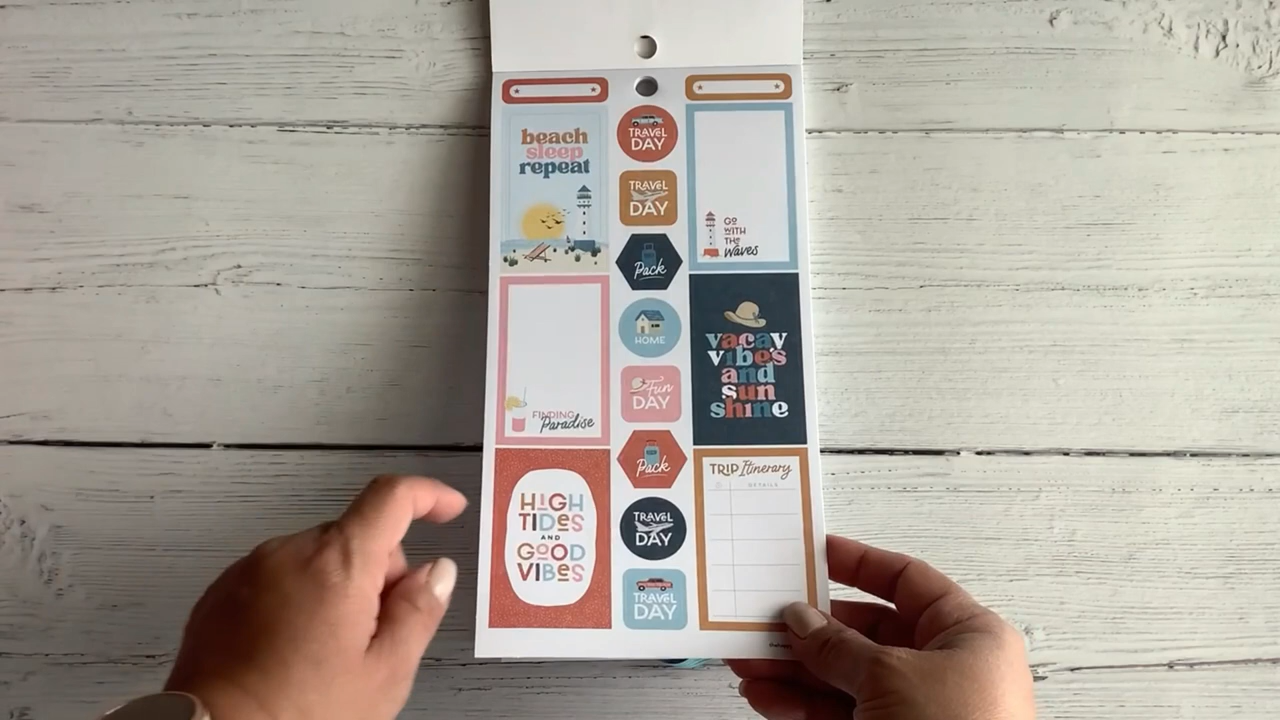 beach
sleep
repeat
FINDING
Paradise
HIGH
TIDES
AND
GOOD
VIBES
TRAVEL
DAY
TRAVEL
DAY
Pack
HOME
Fun
DAY
Pack
TRAVEL
DAY
TRAVEL
DAY
GO
WITH
THE
Waves
vacay
vibes
and
sun
shine
TRIP Itinerary
DETAILS